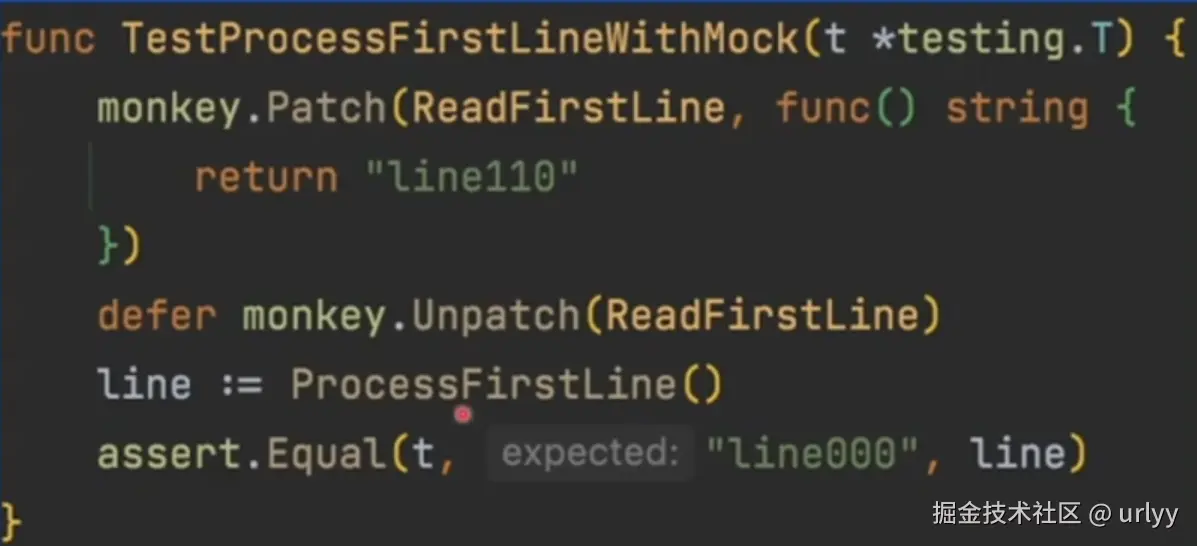 func TestProcessFirstLineWithMock(t *testing.T) {
    monkey.Patch(ReadFirstLine, func() string {
        return "line110"
    })
    defer monkey.Unpatch(ReadFirstLine)
    line := ProcessFirstLine()
    assert.Equal(t, expected: "line000", line)
}
掘金技术社区 @ urlyy